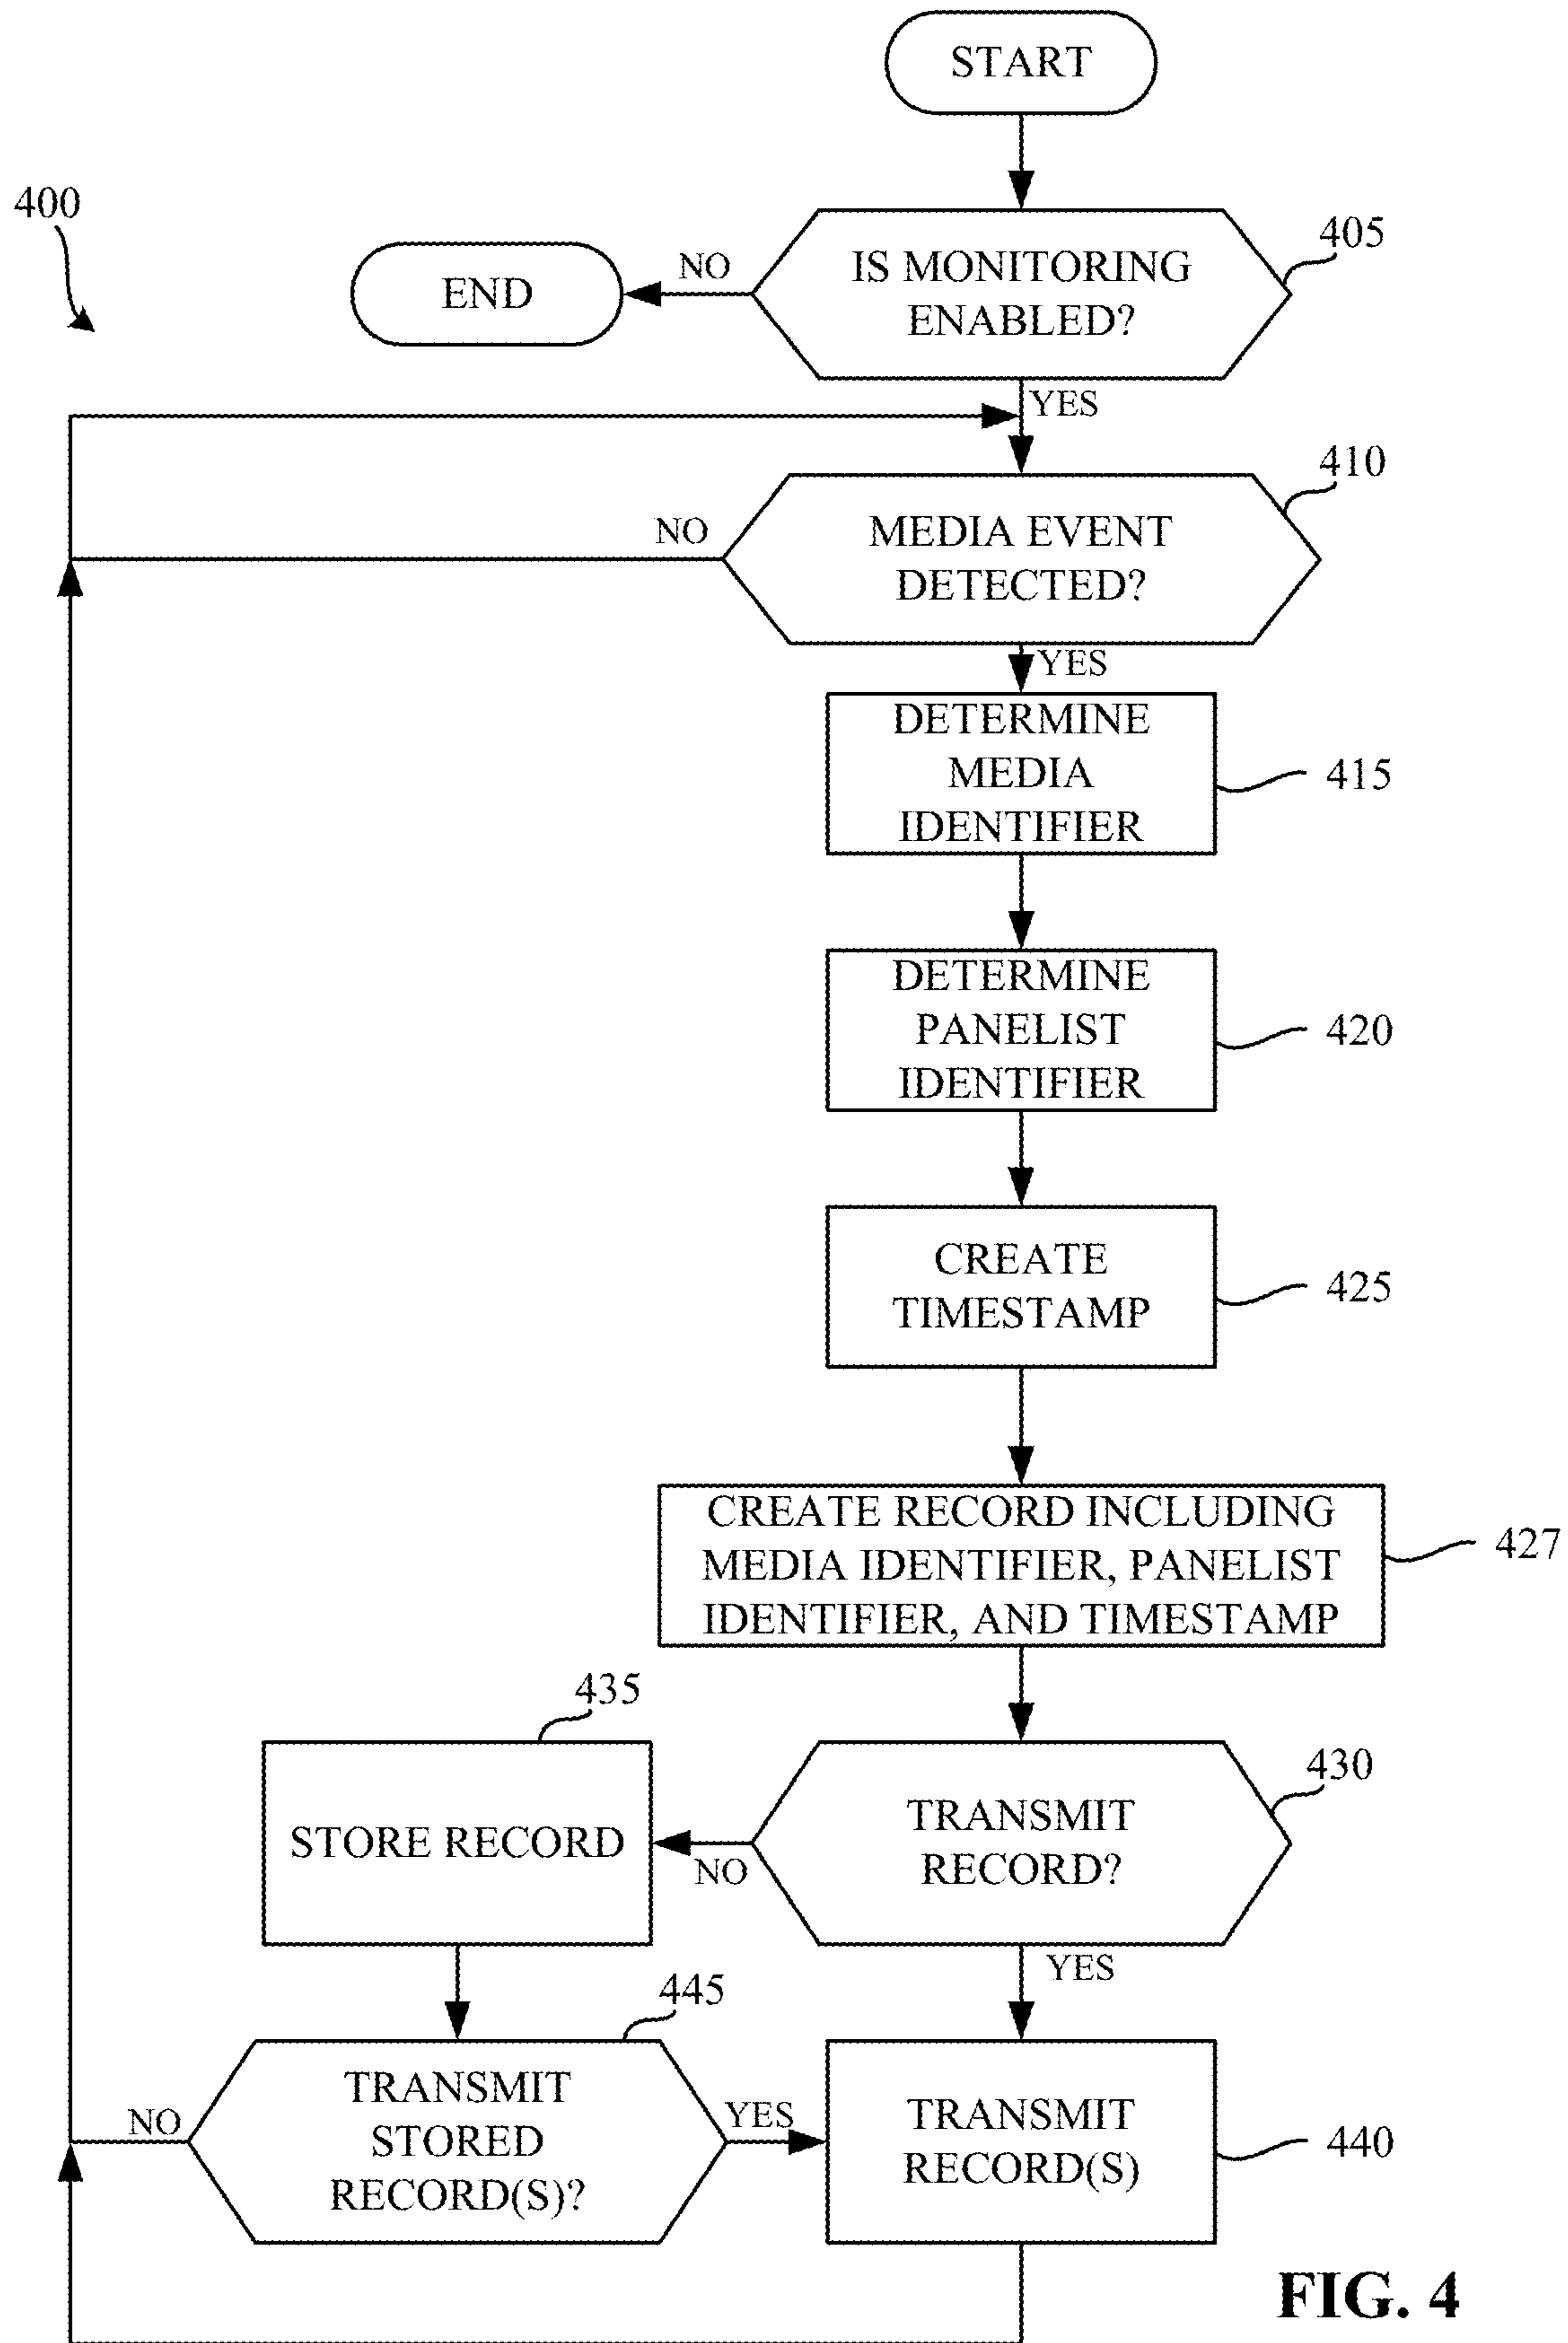 START
400
405
IS MONITORING
ENABLED?
NO
END
YES
410
MEDIA EVENT
DETECTED?
NO
YES
DETERMINE
MEDIA
IDENTIFIER
415
DETERMINE
PANELIST
IDENTIFIER
420
CREATE
TIMESTAMP
425
CREATE RECORD INCLUDING
MEDIA IDENTIFIER, PANELIST
IDENTIFIER, AND TIMESTAMP
427
435
STORE RECORD
430
TRANSMIT
RECORD?
NO
YES
445
TRANSMIT
STORED
RECORD(S)?
NO
YES
TRANSMIT
RECORD(S)
440
FIG. 4